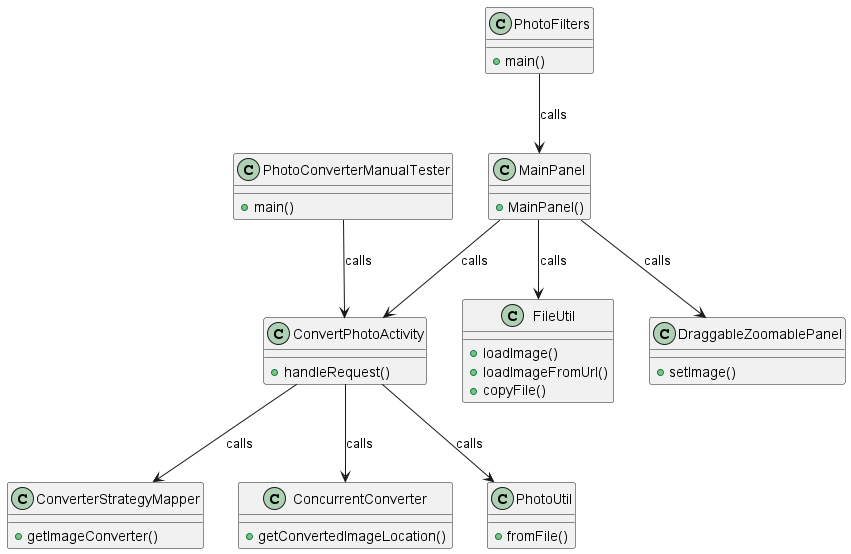 C PhotoFilters
main()
calls
C PhotoConverterManualTester
main()
C MainPanel
MainPanel()
calls
calls
calls
calls
C ConvertPhotoActivity
handleRequest()
C FileUtil
loadImage()
loadImageFromUrl()
copyFile()
C DraggableZoomablePanel
setImage()
calls
calls
calls
C ConverterStrategyMapper
getImageConverter()
C ConcurrentConverter
getConvertedImageLocation()
C PhotoUtil
fromFile()